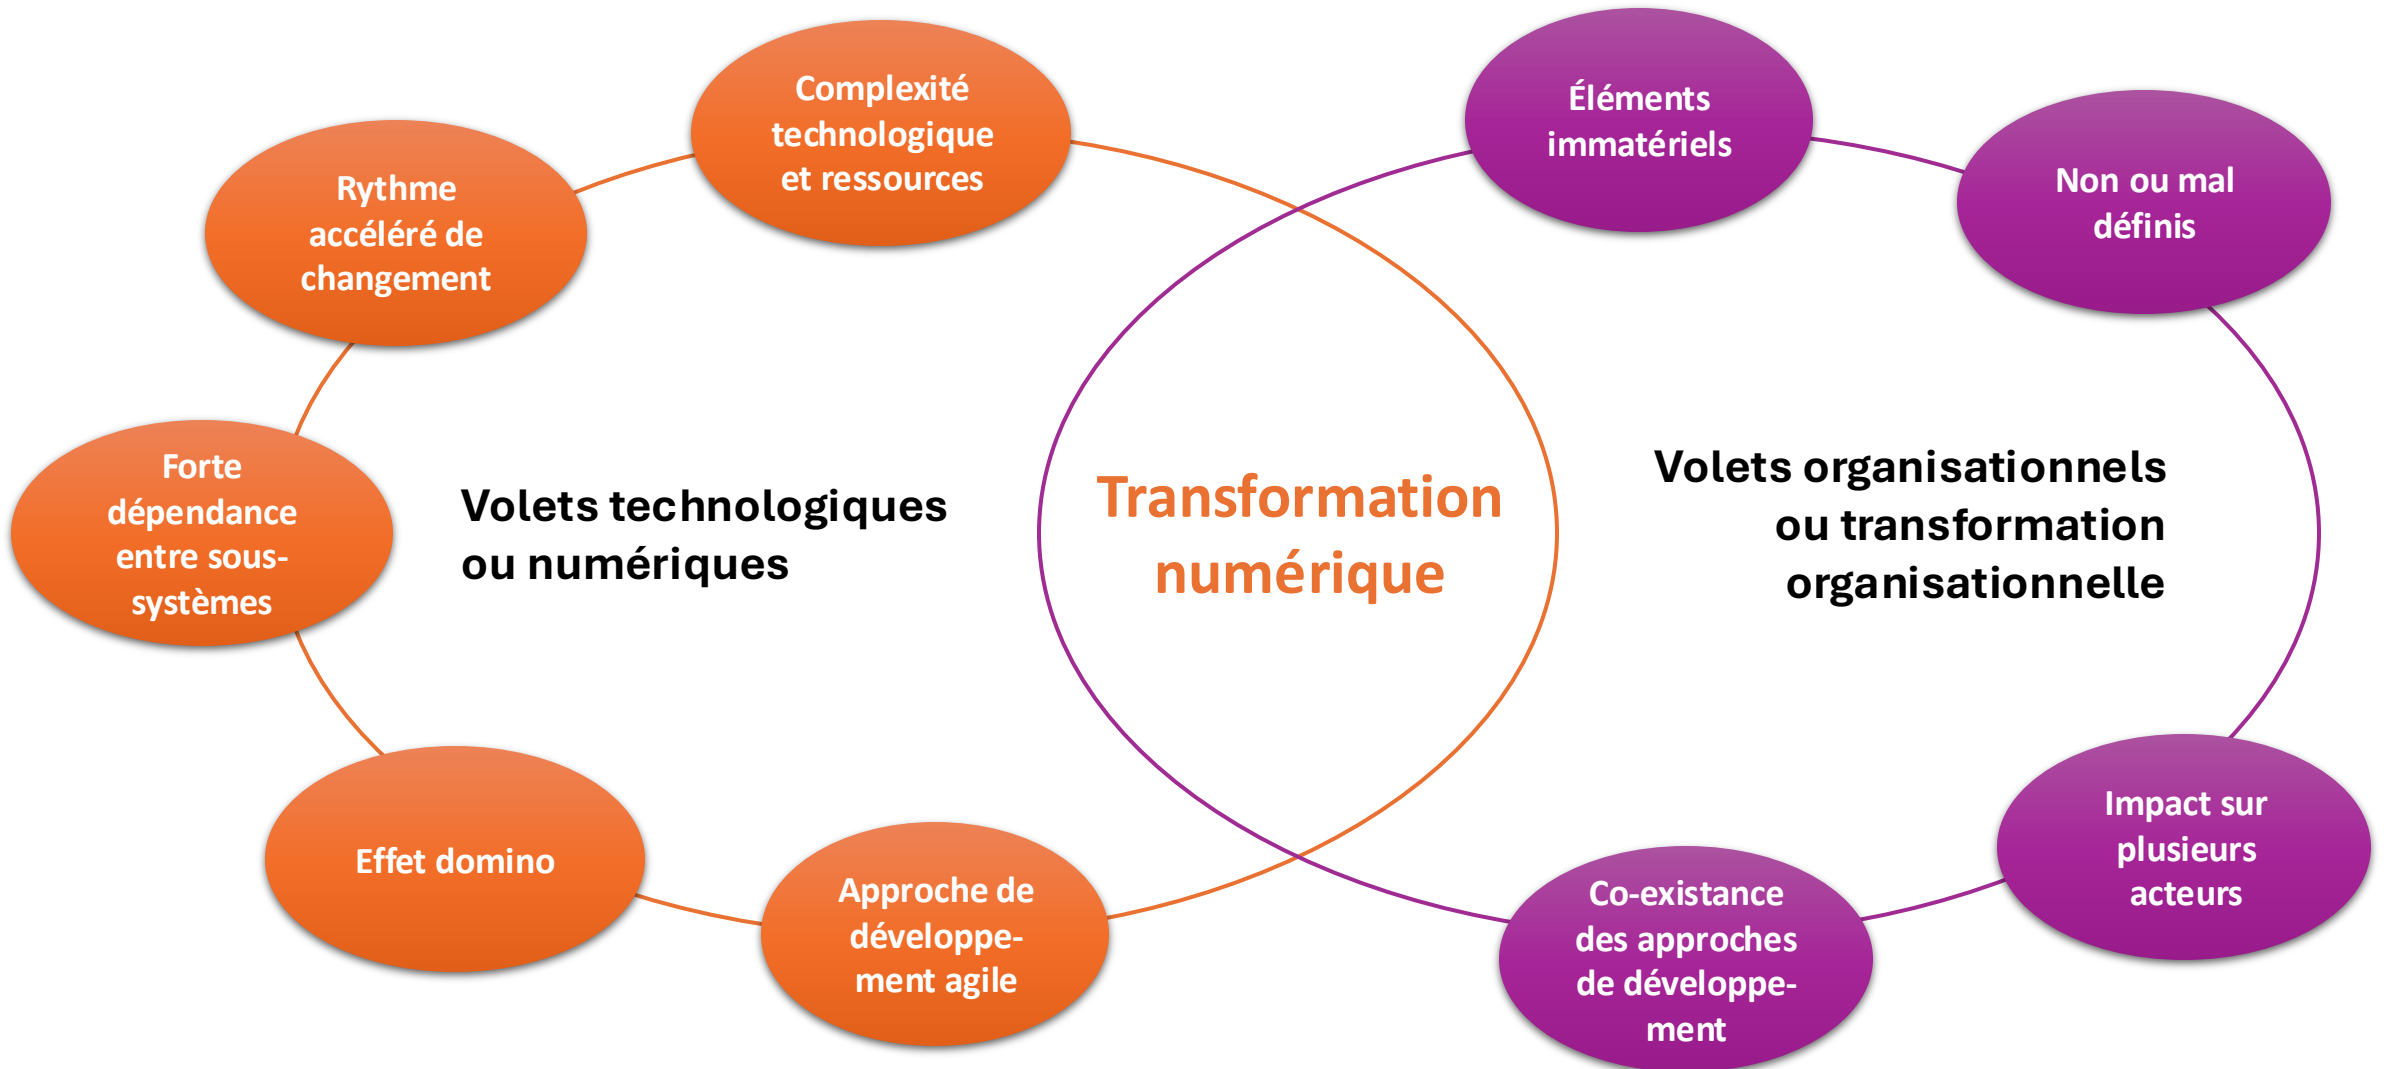 Complexité
technologique
et ressources
Rythme
accéléré de
changement
Forte
dépendance
entre sous-
systèmes
Effet domino
Approche de
développe-
ment agile
Volets technologiques
ou numériques
Transformation
numérique
Volets organisationnels
ou transformation
organisationnelle
Éléments
immatériels
Non ou mal
définis
Impact sur
plusieurs
acteurs
Co-existance
des approches
de développe-
ment